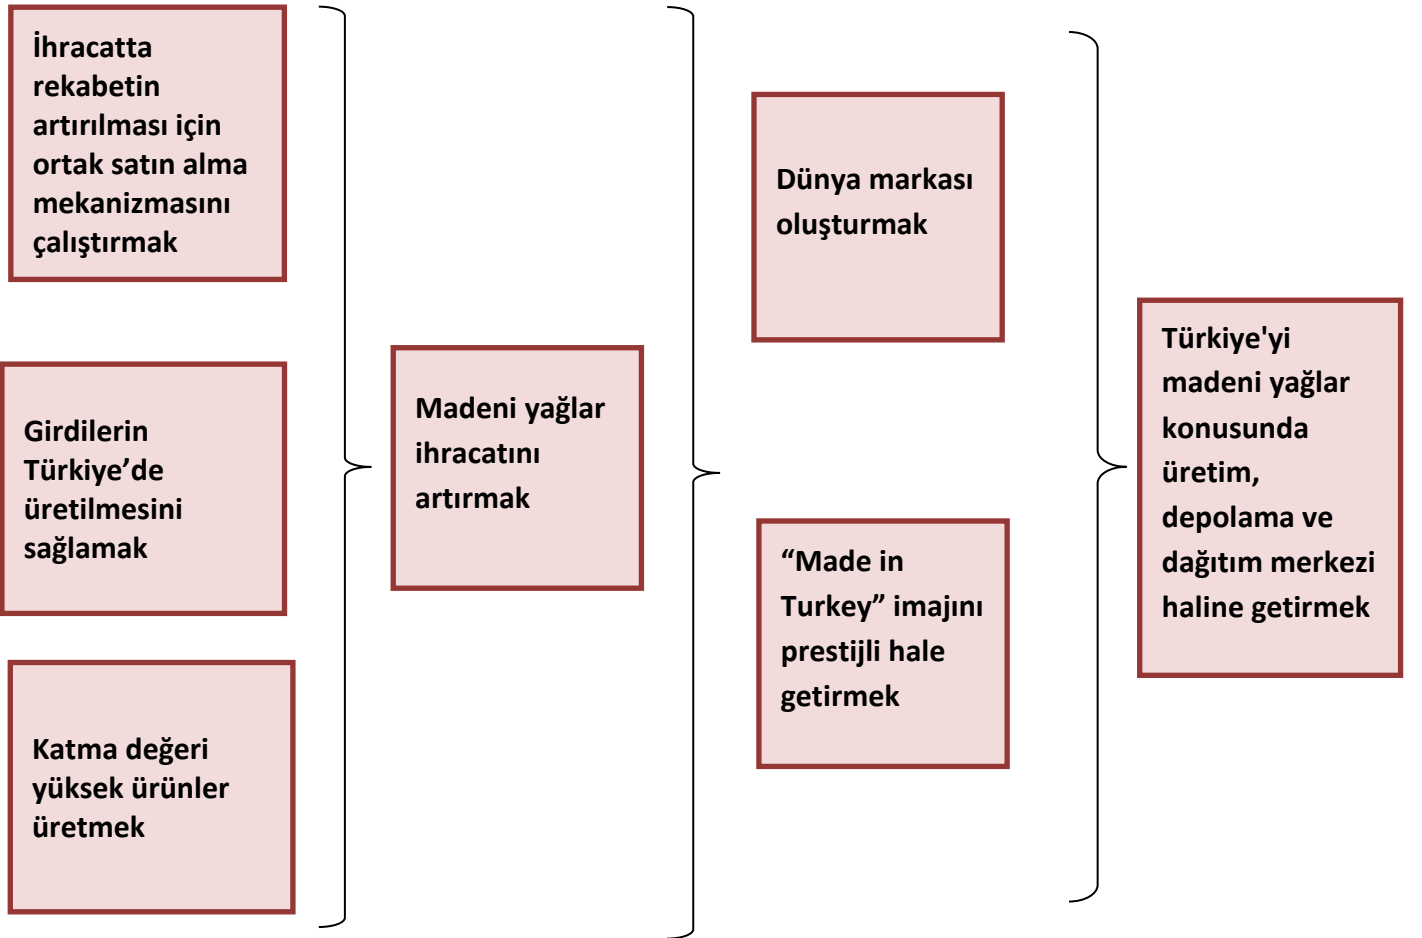 İhracatta
rekabetin
artırılması için
ortak satın alma
mekanizmasını
çalıştırmak
Girdilerin
Türkiye’de
üretilmesini
sağlamak
Katma değeri
yüksek ürünler
üretmek
Madeni yağlar
ihracatını
artırmak
Dünya markası
oluşturmak
“Made in
Turkey” imajını
prestijli hale
getirmek
Türkiye'yi
madeni yağlar
konusunda
üretim,
depolama ve
dağıtım merkezi
haline getirmek